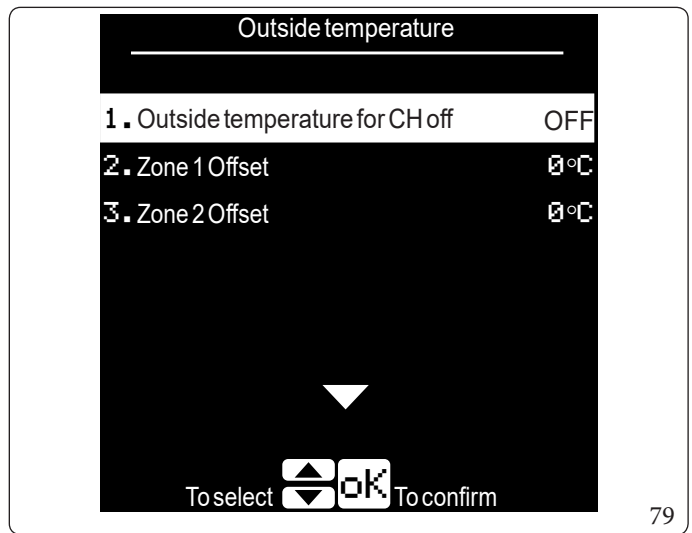 Outside temperature
1. Outside temperature for CH off OFF
2. Zone 1 Offset 0°C
3. Zone 2 Offset 0°C
To select oK To confirm
79